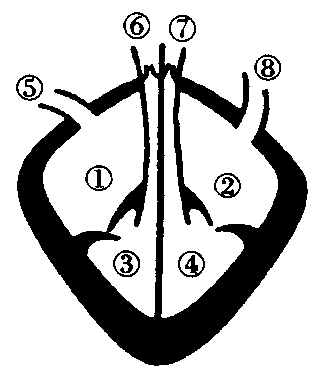 ⑥ ⑦
⑤ ⑧
① ②
③ ④